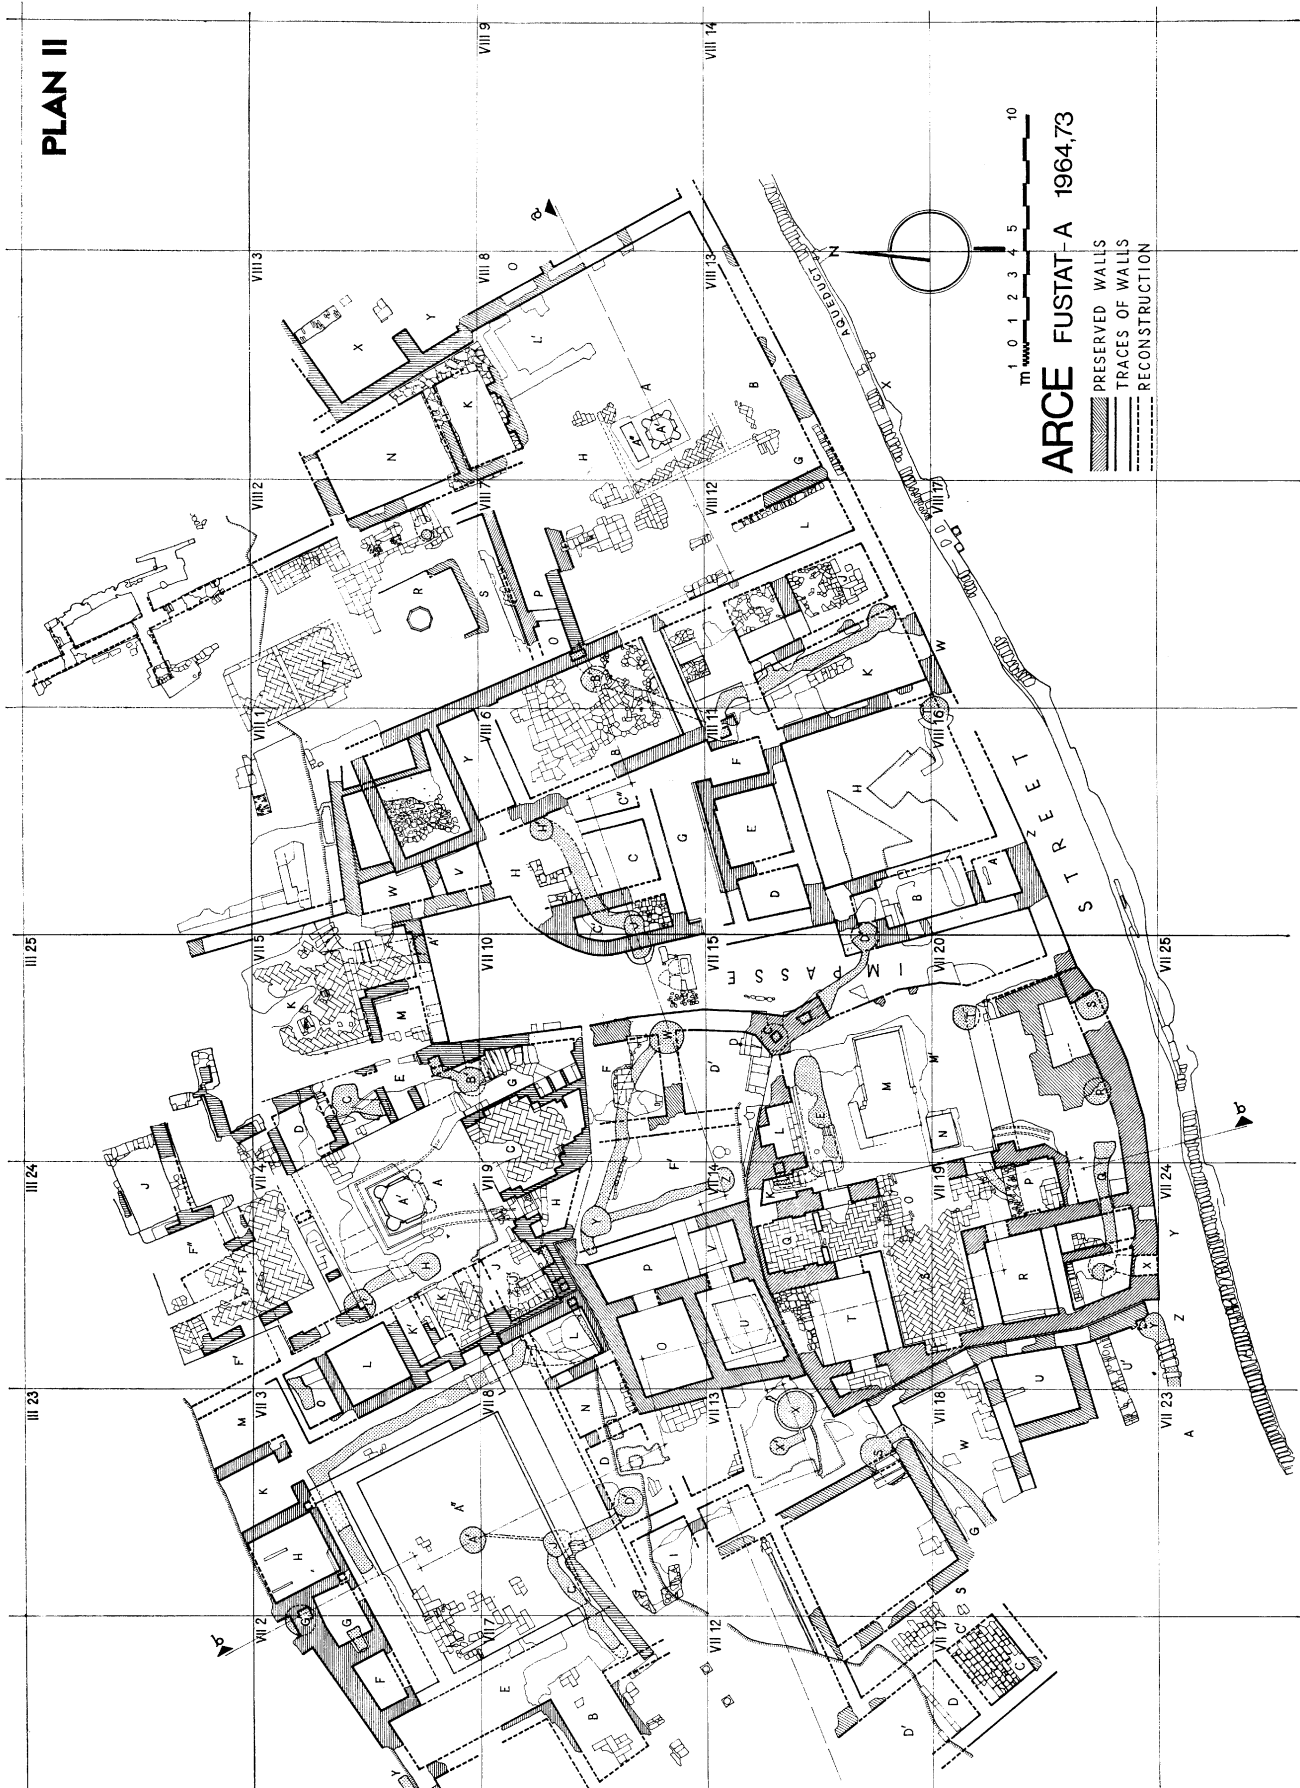 PLAN II
ARCE FUSTAT-A 1964,73
m 1 0 1 2 3 4 5 10
PRESERVED WALLS
TRACES OF WALLS
RECONSTRUCTION
N
AQUEDUCT
STREET
IMPASSE
VIII 9
VIII 14
VIII 3
VIII 8
VIII 13
VIII 2
VIII 7
VIII 12
VIII 17
VIII 1
VIII 6
VIII 11
VIII 16
III 25
VII 5
VII 10
VII 15
VII 20
VII 25
III 24
VII 4
VII 9
VII 14
VII 19
VII 24
III 23
VII 3
VII 8
VII 13
VII 18
VII 23
VII 2
VII 7
VII 12
VII 17
a
b
b
X
Y
O
L'
K
N
H
A
A''
A'
B
G
L
R
S
P
O
T
J
K
W
B'
B
Y
F
H
E
D
G
C
C''
C'
H'
H
V
W
A
B
Z
X
K
M
A'
E
D
C
B'
G
F
W
D'
D
L
E
M
M'
N
T'
S'
R'
J
F''
F
A'
A
C
H
F'
Y
Z
K
Q
O
P
S
R
Q
V
X
Y
Z
H
K
J
K'
L
O
M
F'
P
V
O
U
T
L
N
D
X
X'
S
U
U'
W
A
K
H
G
G'
F
A''
A'
J
D'
C
I
E
B
Y
G
S
C'
C
D
D'